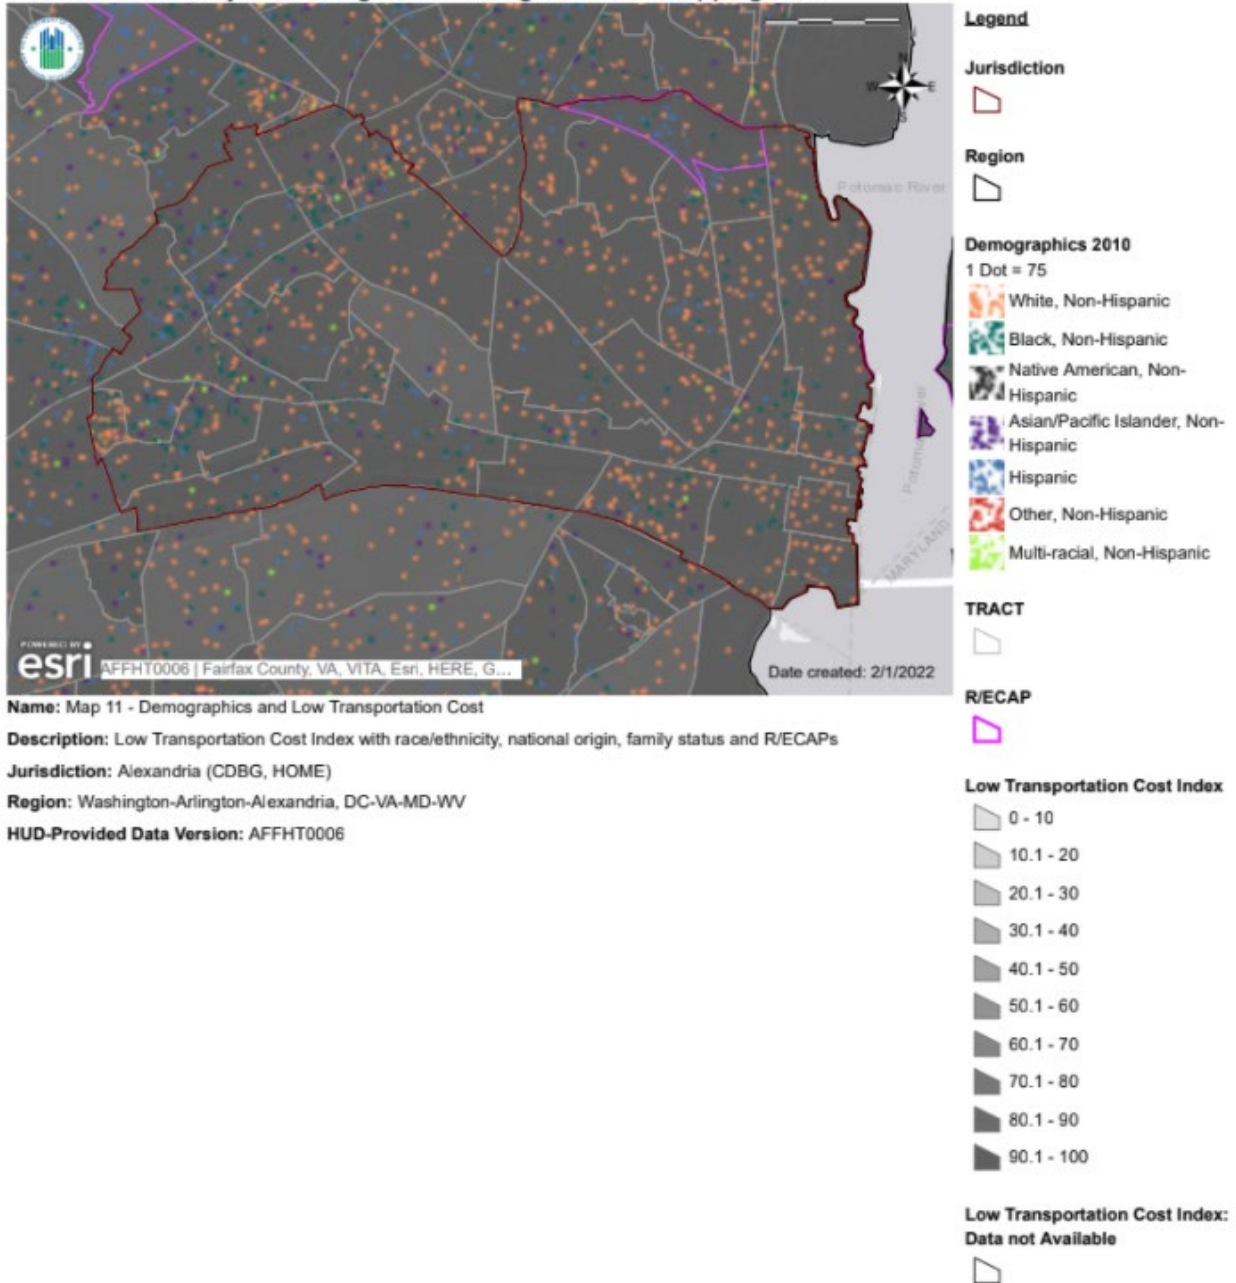 N
W
E
S
Potomac River
Potomac River
MARYLAND
POWERED BY
esri
AFFHT0006 | Fairfax County, VA, VITA, Esri, HERE, G...
Date created: 2/1/2022
Name: Map 11 - Demographics and Low Transportation Cost
Description: Low Transportation Cost Index with race/ethnicity, national origin, family status and R/ECAPs
Jurisdiction: Alexandria (CDBG, HOME)
Region: Washington-Arlington-Alexandria, DC-VA-MD-WV
HUD-Provided Data Version: AFFHT0006
Legend
Jurisdiction
Region
Demographics 2010
1 Dot = 75
White, Non-Hispanic
Black, Non-Hispanic
Native American, Non-
Hispanic
Asian/Pacific Islander, Non-
Hispanic
Hispanic
Other, Non-Hispanic
Multi-racial, Non-Hispanic
TRACT
R/ECAP
Low Transportation Cost Index
0 - 10
10.1 - 20
20.1 - 30
30.1 - 40
40.1 - 50
50.1 - 60
60.1 - 70
70.1 - 80
80.1 - 90
90.1 - 100
Low Transportation Cost Index:
Data not Available